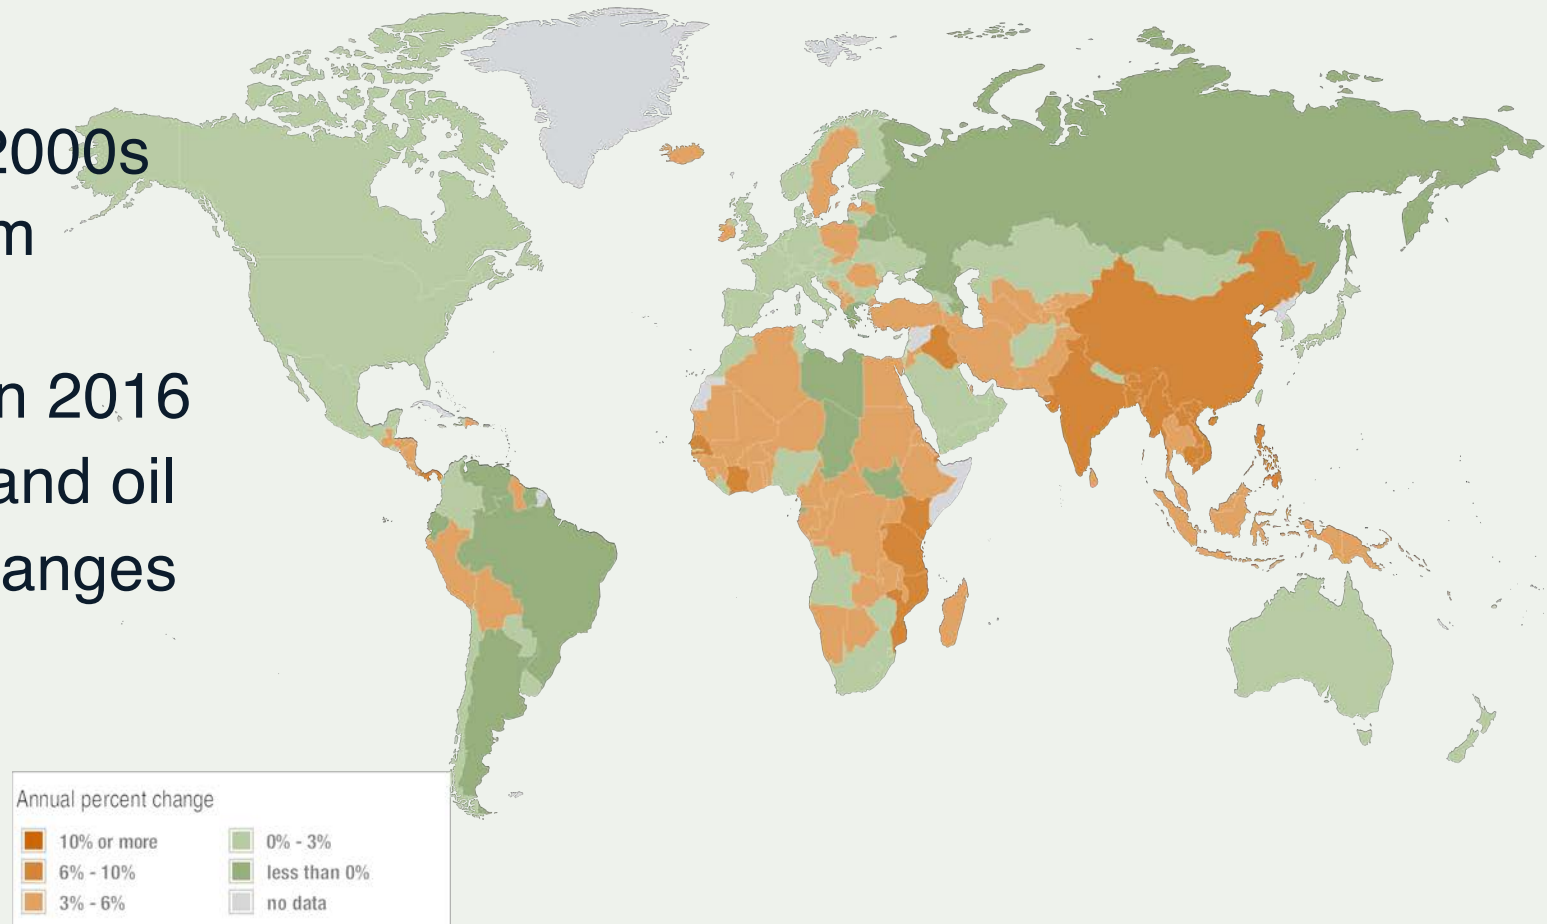 2000s
m
n 2016
and oil
anges
Annual percent change
10% or more
6% - 10%
3% - 6%
0% - 3%
less than 0%
no data